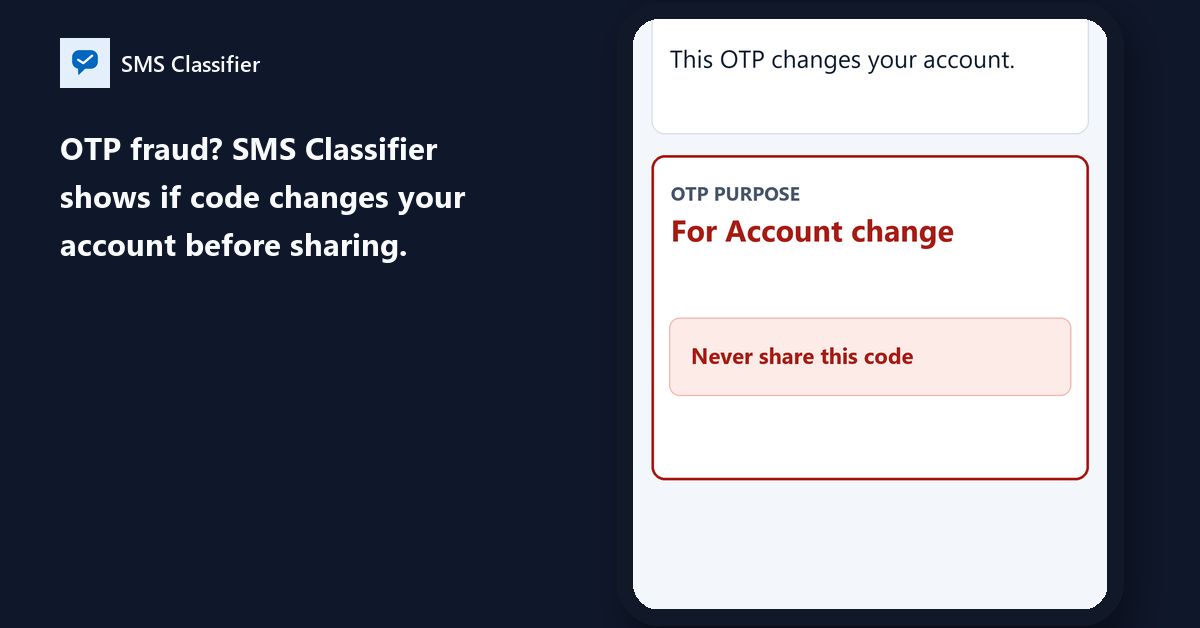 SMS Classifier
OTP fraud? SMS Classifier
shows if code changes your
account before sharing.
This OTP changes your account.
OTP PURPOSE
For Account change
Never share this code